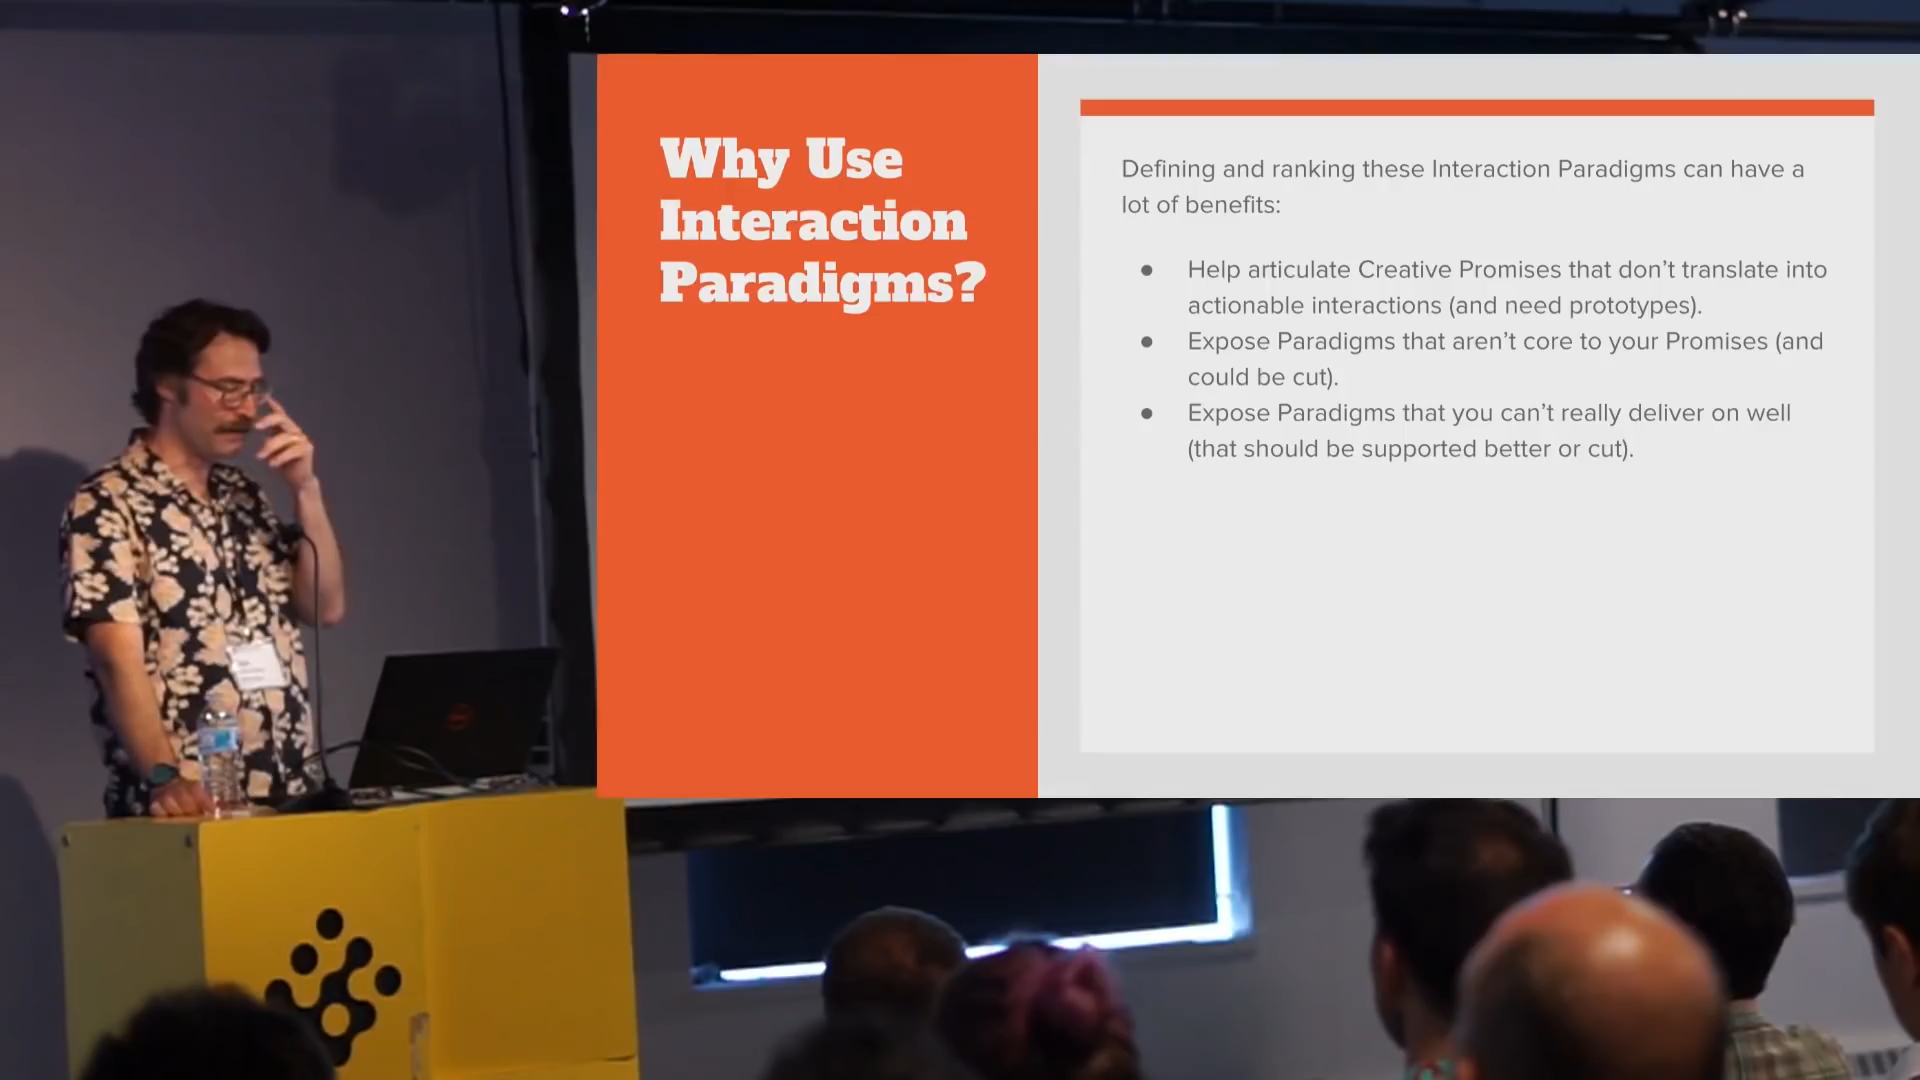 Why Use
Interaction
Paradigms?
Defining and ranking these Interaction Paradigms can have a
lot of benefits:
● Help articulate Creative Promises that don’t translate into
actionable interactions (and need prototypes).
● Expose Paradigms that aren’t core to your Promises (and
could be cut).
● Expose Paradigms that you can’t really deliver on well
(that should be supported better or cut).